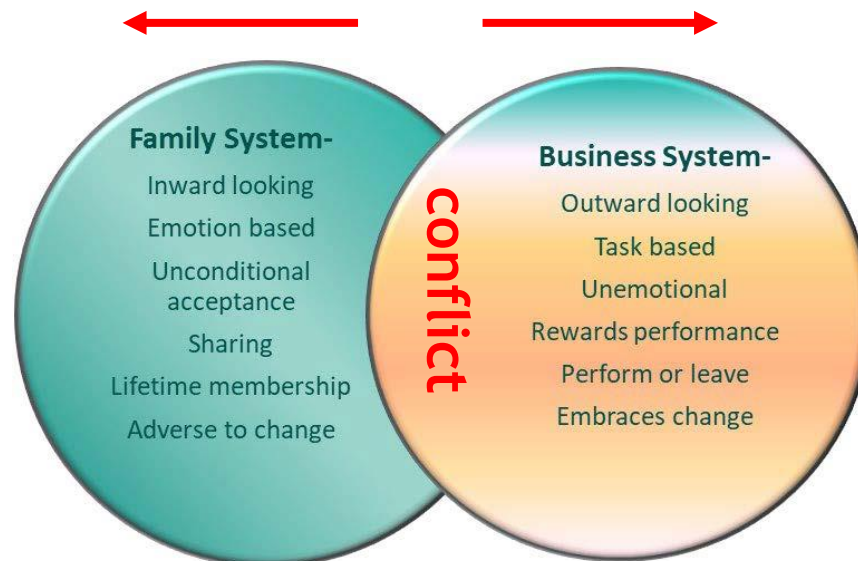 Family System-
Inward looking
Emotion based
Unconditional
acceptance
Sharing
Lifetime membership
Adverse to change
conflict
Business System-
Outward looking
Task based
Unemotional
Rewards performance
Perform or leave
Embraces change